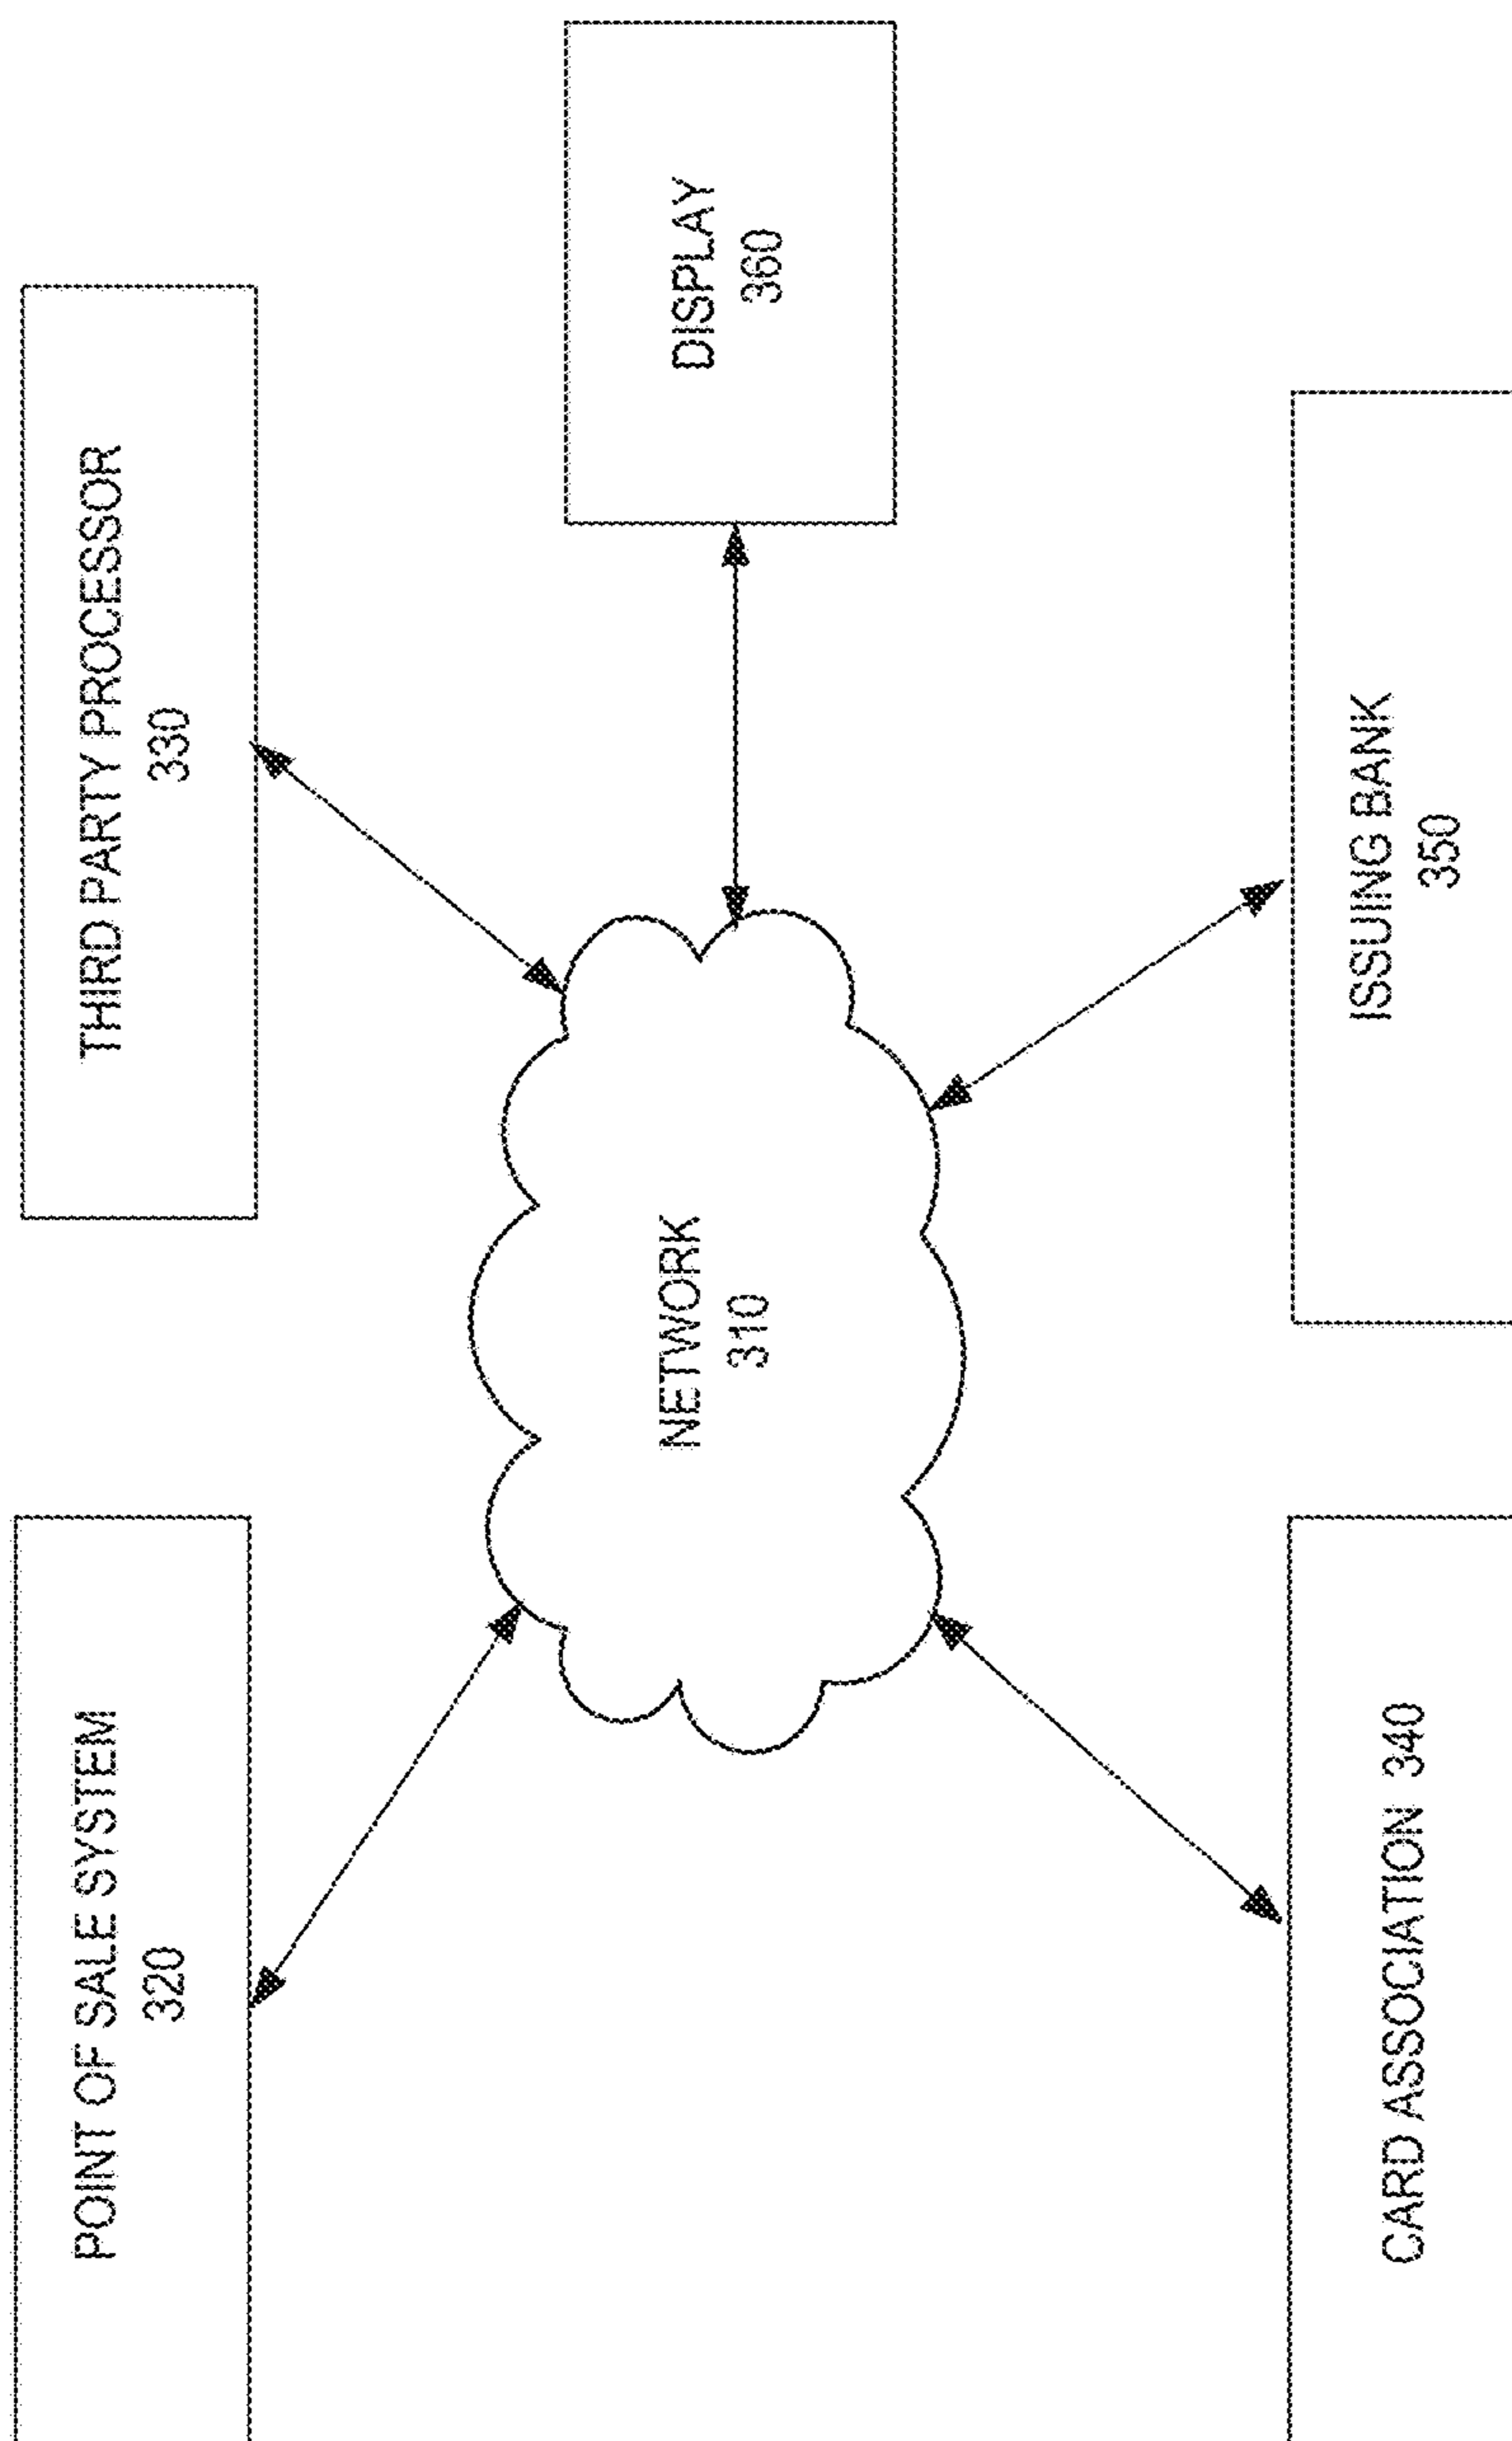 POINT OF SALE SYSTEM
320
THIRD PARTY PROCESSOR
330
NETWORK
310
DISPLAY
360
CARD ASSOCIATION 340
ISSUING BANK
350